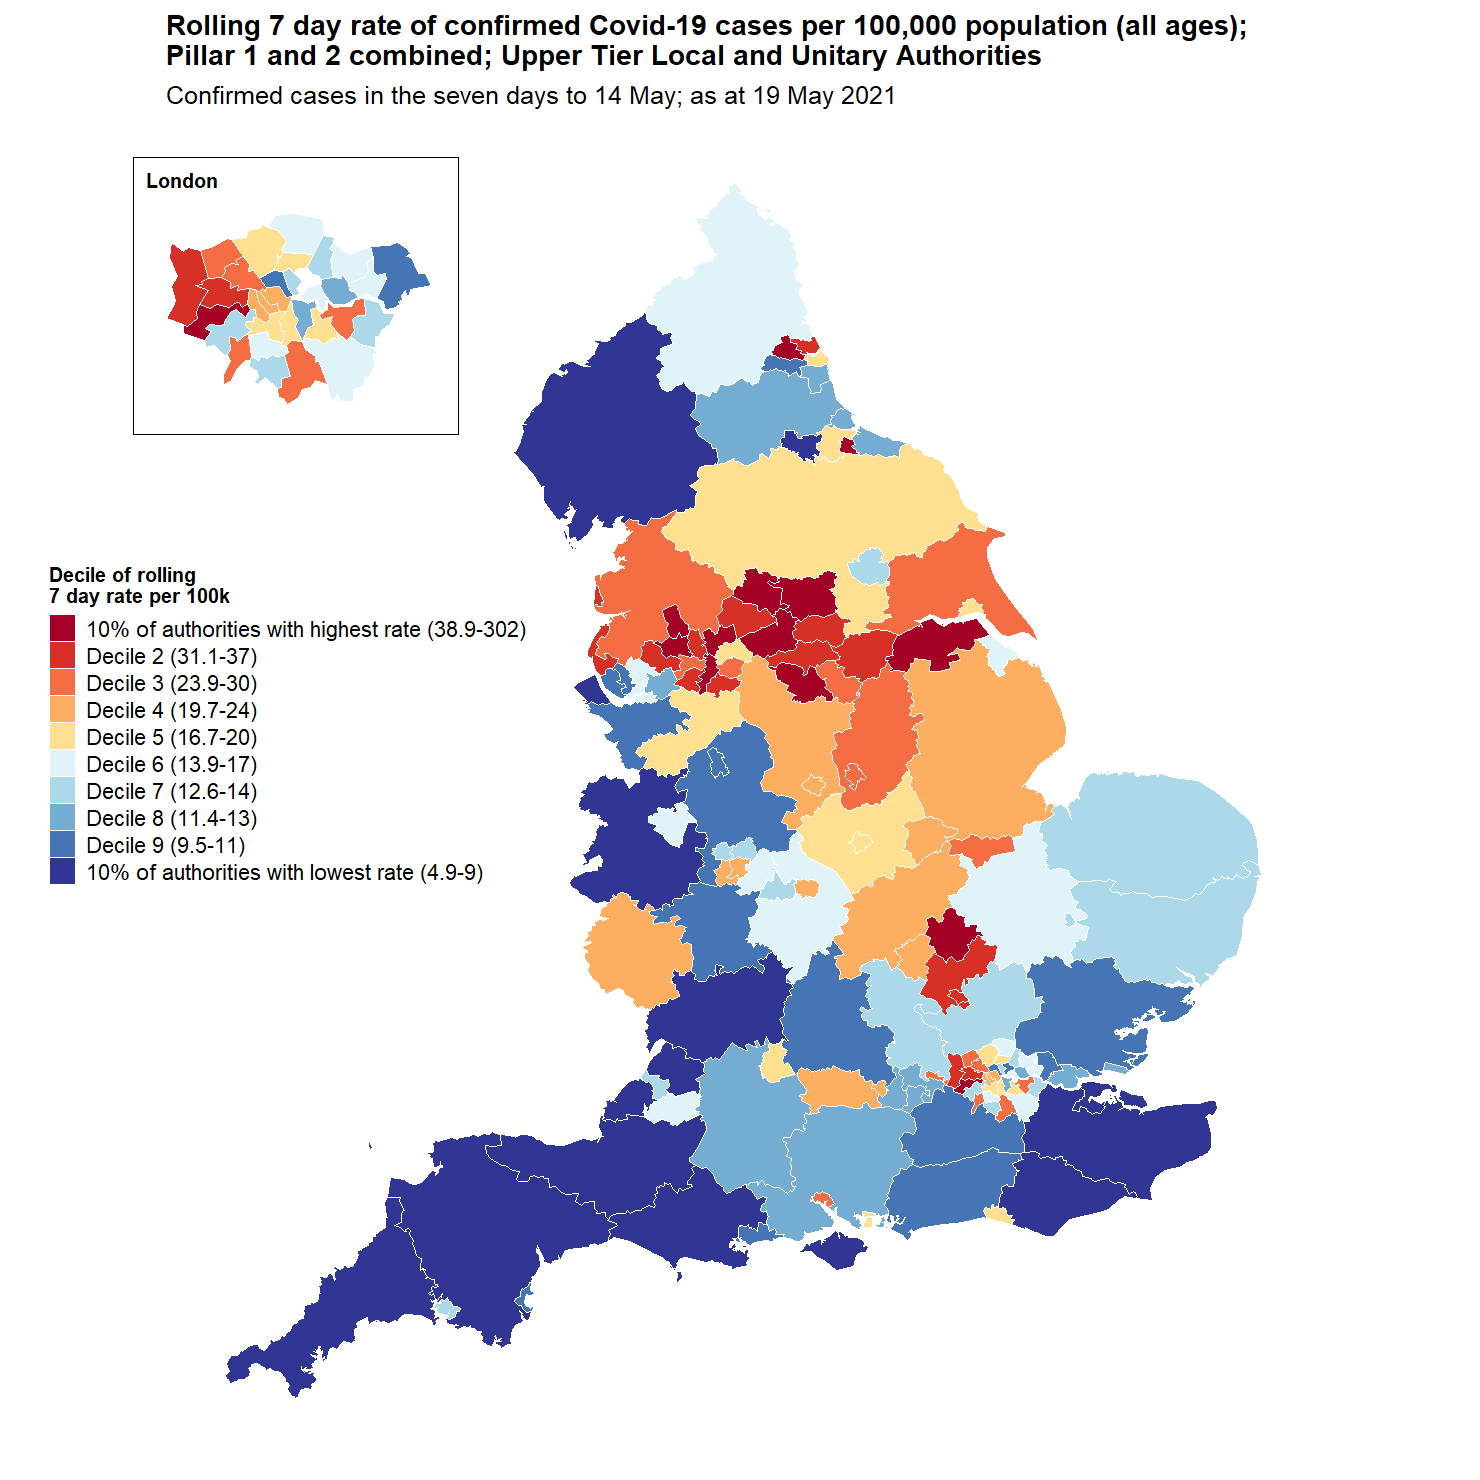 Rolling 7 day rate of confirmed Covid-19 cases per 100,000 population (all ages);
Pillar 1 and 2 combined; Upper Tier Local and Unitary Authorities
Confirmed cases in the seven days to 14 May; as at 19 May 2021
London
Decile of rolling
7 day rate per 100k
10% of authorities with highest rate (38.9-302)
Decile 2 (31.1-37)
Decile 3 (23.9-30)
Decile 4 (19.7-24)
Decile 5 (16.7-20)
Decile 6 (13.9-17)
Decile 7 (12.6-14)
Decile 8 (11.4-13)
Decile 9 (9.5-11)
10% of authorities with lowest rate (4.9-9)